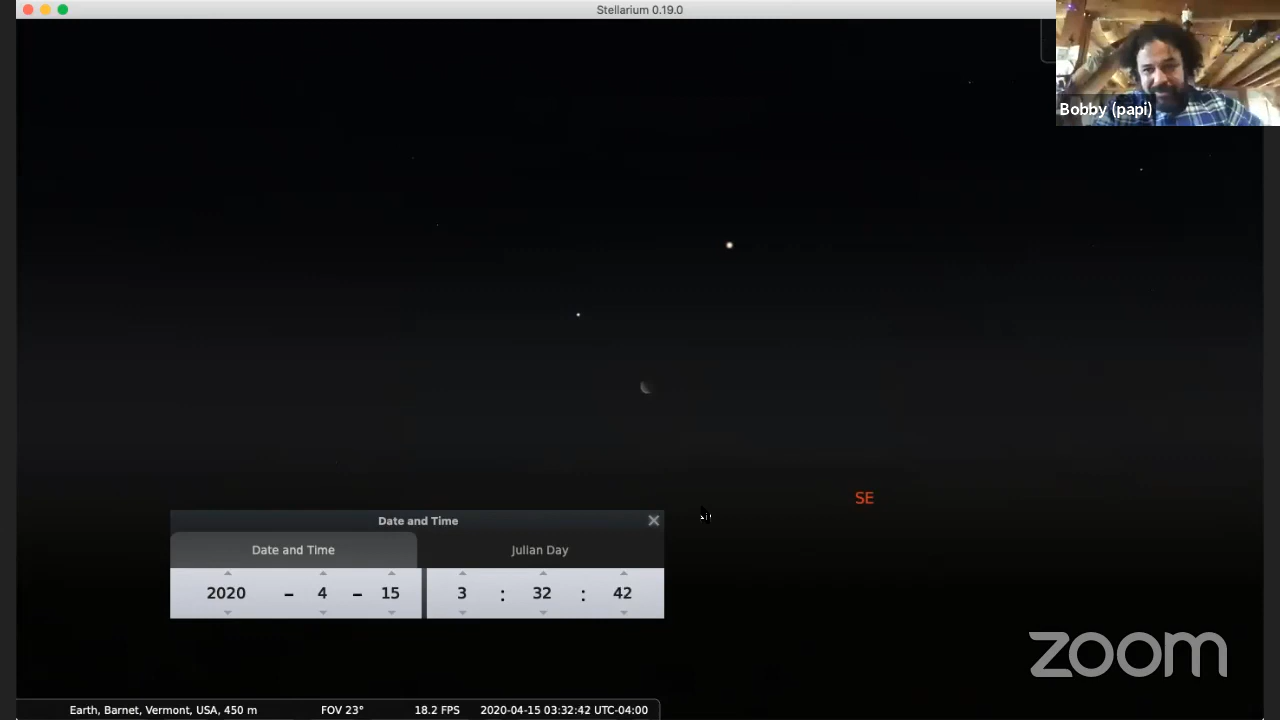 Stellarium 0.19.0
Bobby (papi)
SE
Date and Time
Date and Time
Julian Day
2020 – 4 – 15 3 : 32 : 42
zoom
Earth, Barnet, Vermont, USA, 450 m FOV 23° 18.2 FPS 2020-04-15 03:32:42 UTC-04:00